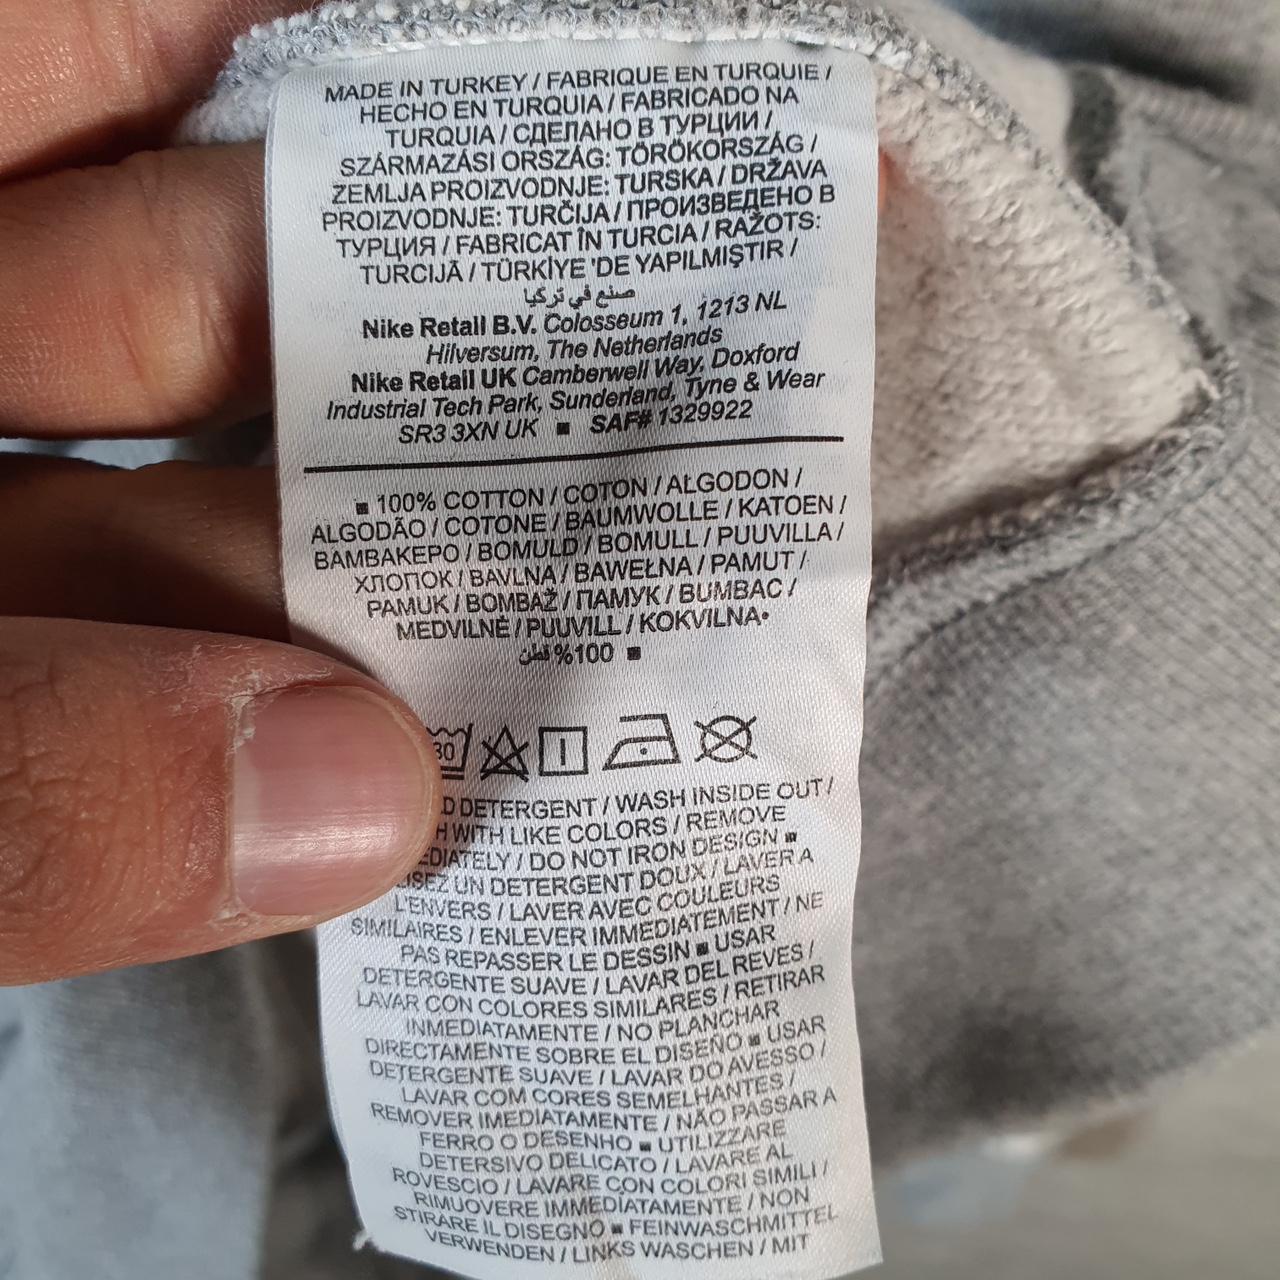 MADE IN TURKEY / FABRIQUE EN TURQUIE /
HECHO EN TURQUIA / FABRICADO NA
TURQUIA / СДЕЛАНО В ТУРЦИИ /
SZÁRMAZÁSI ORSZÁG: TÖRÖKORSZÁG /
ZEMLJA PROIZVODNJE: TURSKA / DRŽAVA
PROIZVODNJE: TURČIJA / ПРОИЗВЕДЕНО В
ТУРЦИЯ / FABRICAT ÎN TURCIA / RAŽOTS:
TURCIJĀ / TÜRKİYE 'DE YAPILMIŞTIR /
صنع في تركيا
Nike Retail B.V. Colosseum 1, 1213 NL
Hilversum, The Netherlands
Nike Retail UK Camberwell Way, Doxford
Industrial Tech Park, Sunderland, Tyne & Wear
SR3 3XN UK ■ SAF# 1329922
■ 100% COTTON / COTON / ALGODON /
ALGODÃO / COTONE / BAUMWOLLE / KATOEN /
ΒΑΜΒΑΚΕΡΟ / BOMULD / BOMULL / PUUVILLA /
ХЛОПОК / BAVLNA / BAWEŁNA / PAMUT /
PAMUK / BOMBAŽ / ПАМУК / BUMBAC /
MEDVILNĖ / PUUVILL / KOKVILNA•
100% قطن ■
30
DETERGENT / WASH INSIDE OUT /
WITH LIKE COLORS / REMOVE
/ DO NOT IRON DESIGN ■
UN DETERGENT DOUX / LAVER A
L'ENVERS / LAVER AVEC COULEURS
SIMILAIRES / ENLEVER IMMEDIATEMENT / NE
PAS REPASSER LE DESSIN ■ USAR
DETERGENTE SUAVE / LAVAR DEL REVES /
LAVAR CON COLORES SIMILARES / RETIRAR
INMEDIATAMENTE / NO PLANCHAR
DIRECTAMENTE SOBRE EL DISEÑO ■ USAR
DETERGENTE SUAVE / LAVAR DO AVESSO /
LAVAR COM CORES SEMELHANTES /
REMOVER IMEDIATAMENTE / NÃO PASSAR A
FERRO O DESENHO ■ UTILIZZARE
DETERSIVO DELICATO / LAVARE AL
ROVESCIO / LAVARE CON COLORI SIMILI /
RIMUOVERE IMMEDIATAMENTE / NON
STIRARE IL DISEGNO ■ FEINWASCHMITTEL
VERWENDEN / LINKS WASCHEN / MIT